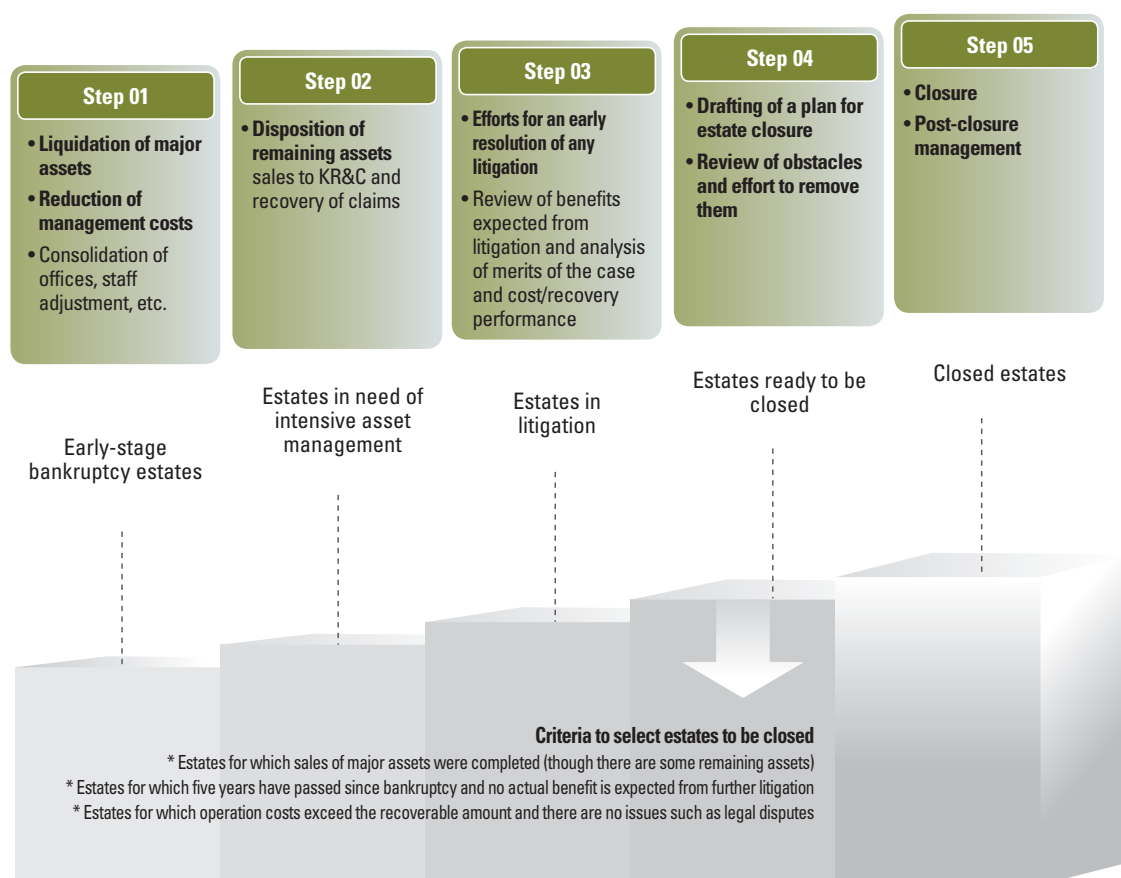 Step 01
• Liquidation of major
assets
• Reduction of
management costs
• Consolidation of
offices, staff
adjustment, etc.
Step 02
• Disposition of
remaining assets
sales to KR&C and
recovery of claims
Step 03
• Efforts for an early
resolution of any
litigation
• Review of benefits
expected from
litigation and analysis
of merits of the case
and cost/recovery
performance
Step 04
• Drafting of a plan for
estate closure
• Review of obstacles
and effort to remove
them
Step 05
• Closure
• Post-closure
management
Early-stage
bankruptcy estates
Estates in need of
intensive asset
management
Estates in
litigation
Estates ready to be
closed
Closed estates
Criteria to select estates to be closed
* Estates for which sales of major assets were completed (though there are some remaining assets)
* Estates for which five years have passed since bankruptcy and no actual benefit is expected from further litigation
* Estates for which operation costs exceed the recoverable amount and there are no issues such as legal disputes